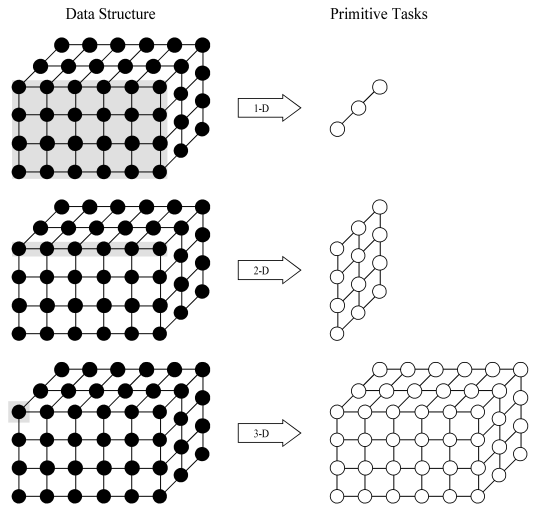 Data Structure
Primitive Tasks
1-D
2-D
3-D